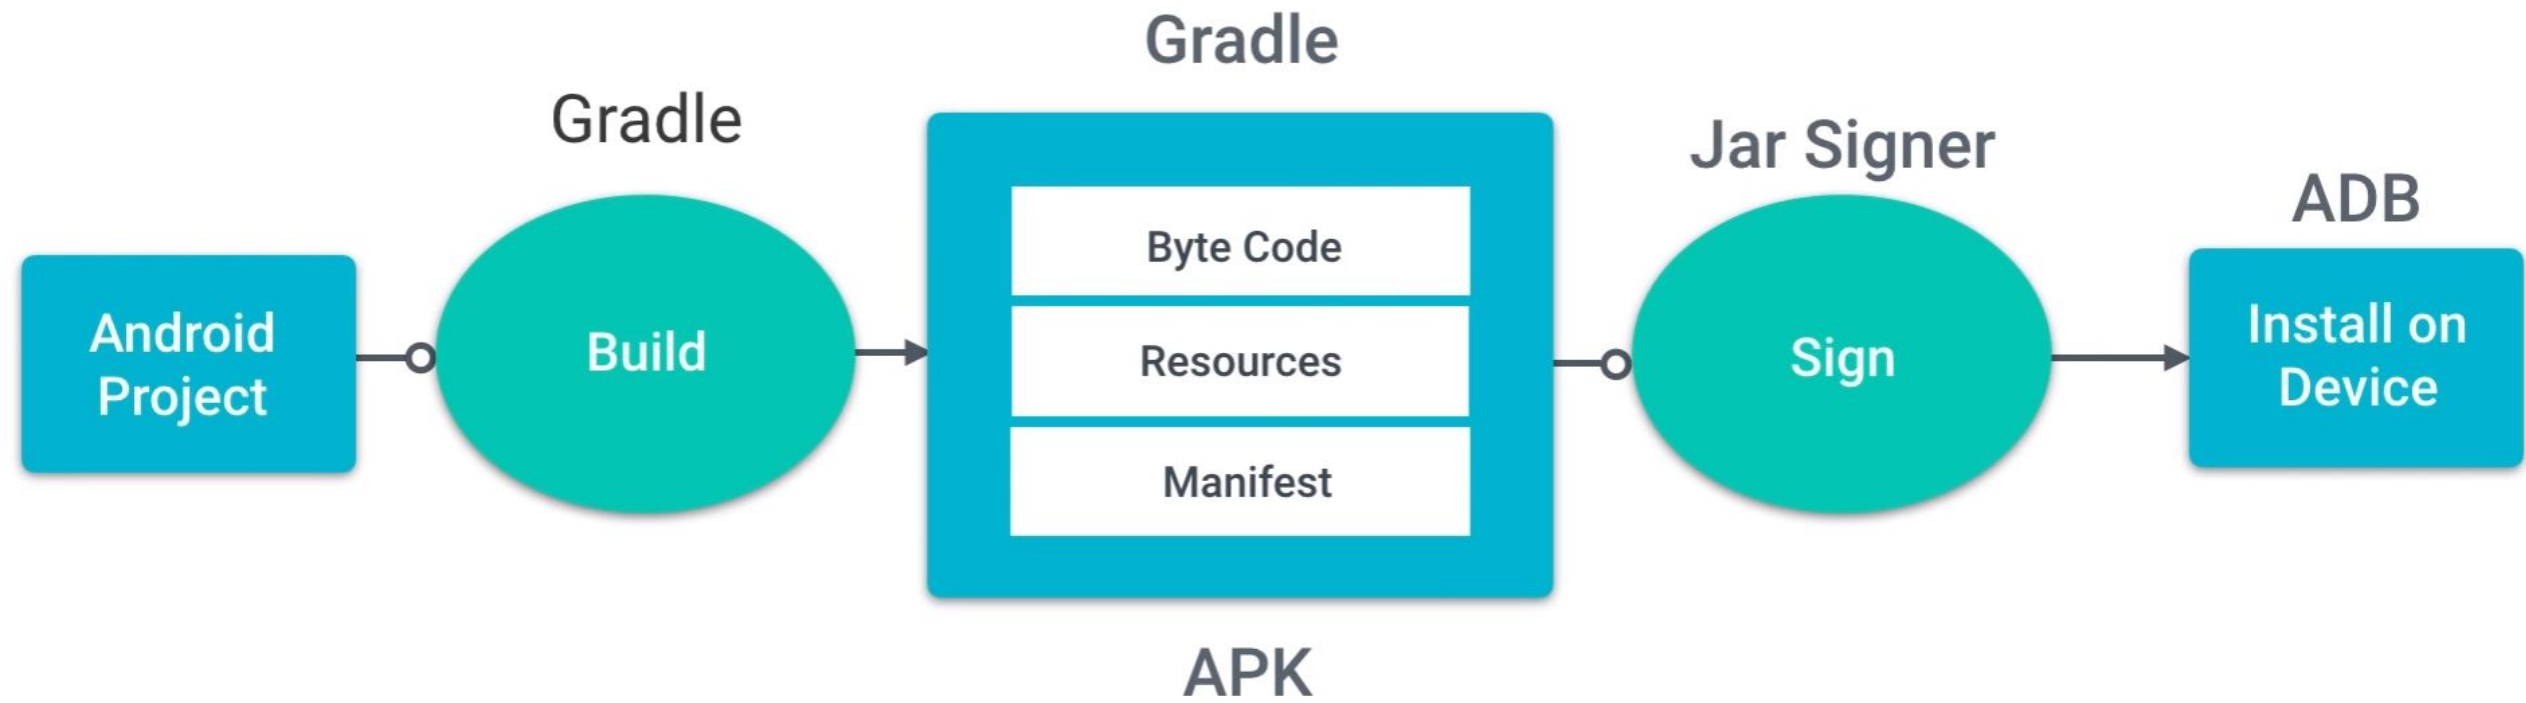 Android
Project
Gradle
Build
Gradle
Byte Code
Resources
Manifest
APK
Jar Signer
Sign
ADB
Install on
Device